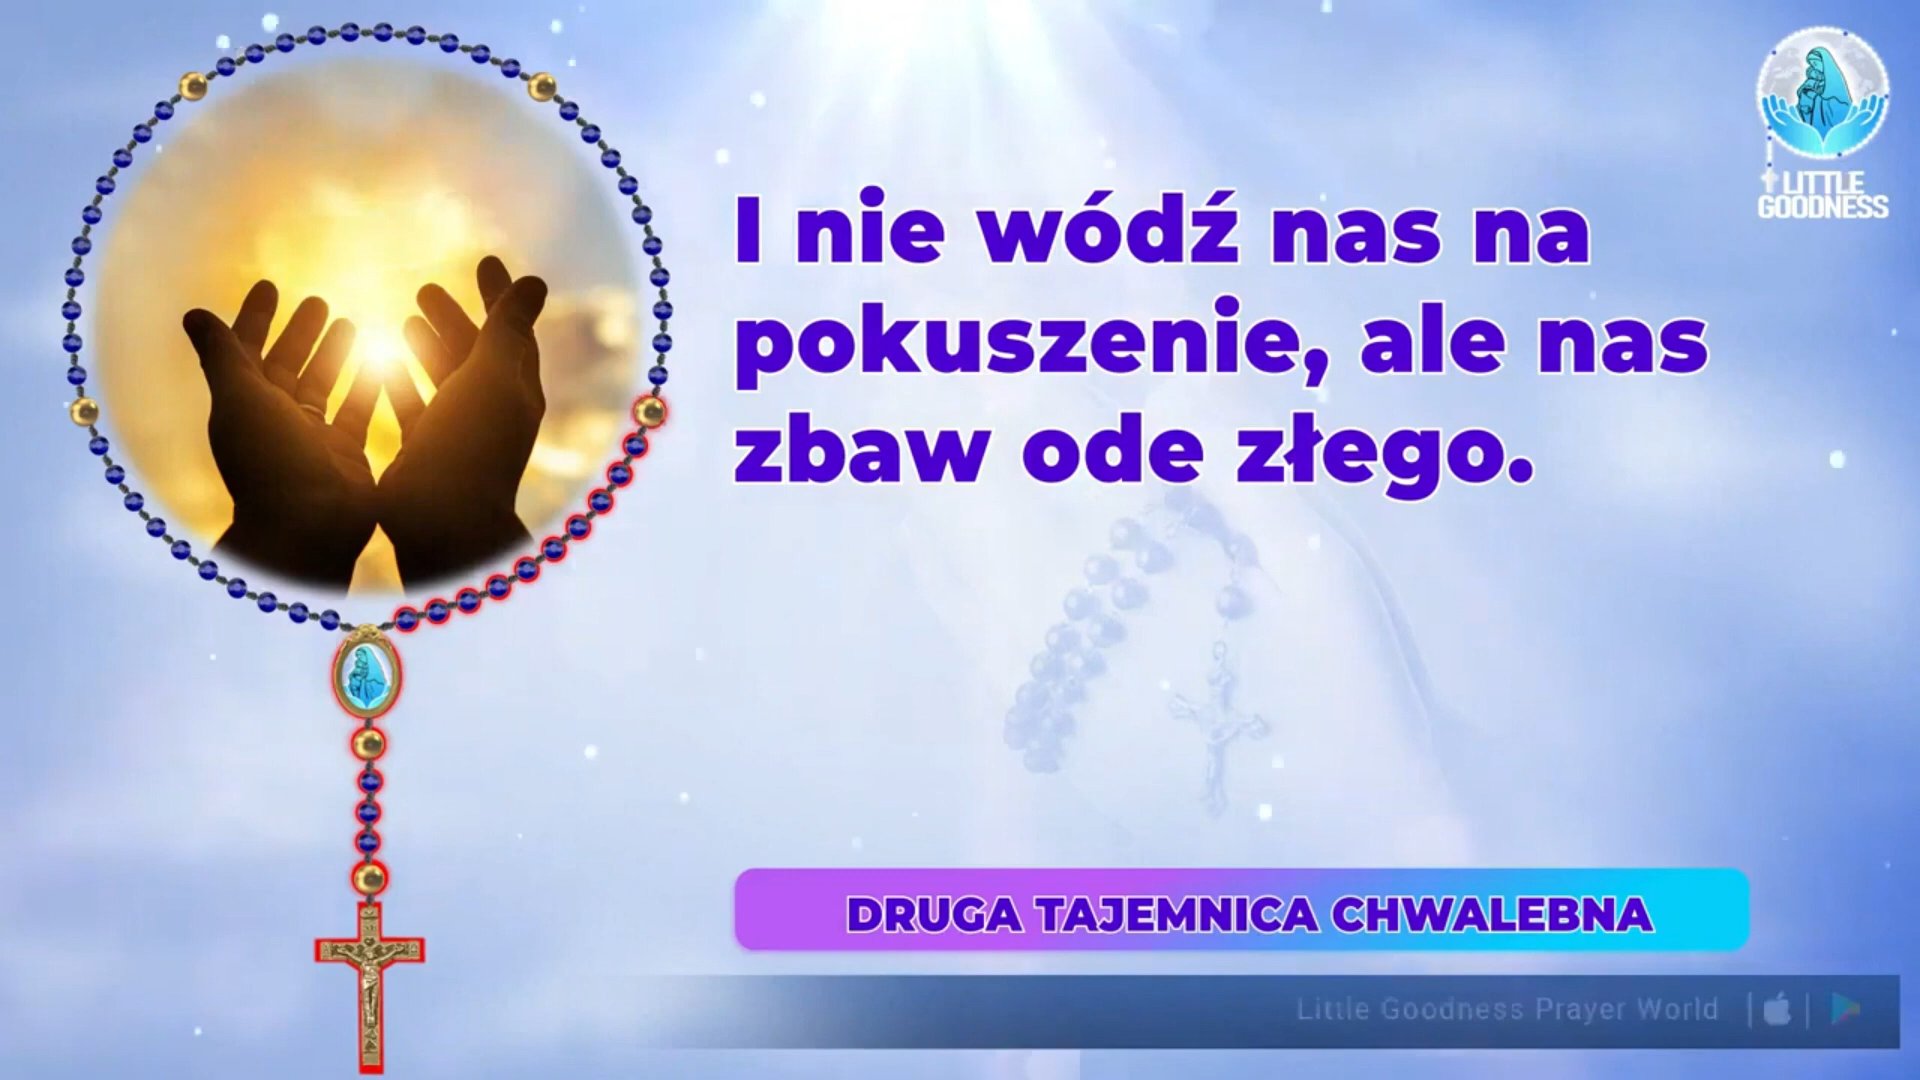 LITTLE
GOODNESS
I nie wódź nas na
pokuszenie, ale nas
zbaw ode złego.
DRUGA TAJEMNICA CHWALEBNA
Little Goodness Prayer World